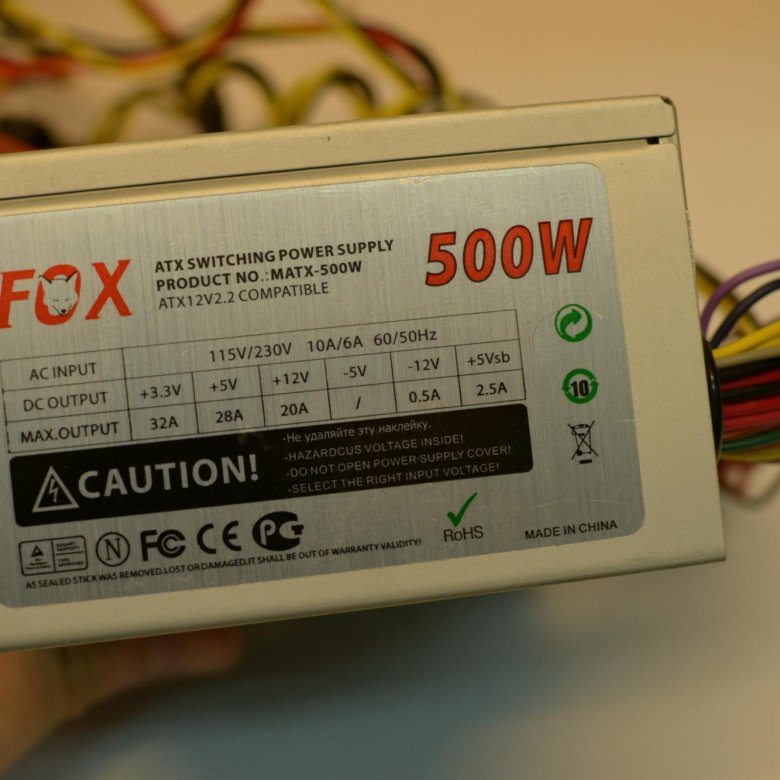 FOX
ATX SWITCHING POWER SUPPLY
PRODUCT NO.:MATX-500W
ATX12V2.2 COMPATIBLE
500W
AC INPUT 115V/230V 10A/6A 60/50Hz
DC OUTPUT +3.3V +5V +12V -5V -12V +5Vsb
MAX.OUTPUT 32A 28A 20A / 0.5A 2.5A
10
CAUTION!
-Не удаляйте эту наклейку.
-HAZARDCUS VOLTAGE INSIDE!
-DO NOT OPEN POWER SUPPLY COVER!
-SELECT THE RIGHT INPUT VOLTAGE!
N FC CE PG
RoHS
MADE IN CHINA
AS SEALED STICK WAS REMOVED.LOST OR DAMAGED.IT SHALL BE OUT OF WARRANTY VALIDITY!